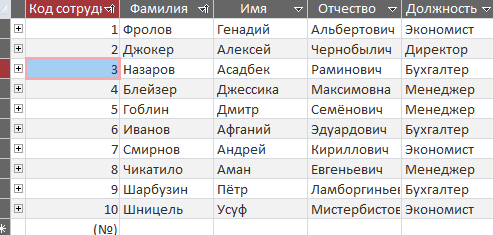 Код сотрудн Фамилия Имя Отчество Должность
1 Фролов Генадий Альбертович Экономист
2 Джокер Алексей Чернобылич Директор
3 Назаров Асадбек Раминович Бухгалтер
4 Блейзер Джессика Максимовна Менеджер
5 Гоблин Дмитр Семёнович Менеджер
6 Иванов Афганий Эдуардович Бухгалтер
7 Смирнов Андрей Кириллович Экономист
8 Чикатило Аман Евгеньевич Менеджер
9 Шарбузин Пётр Ламборгиньев Бухгалтер
10 Шницель Усуф Мистербистов Экономист
(№)